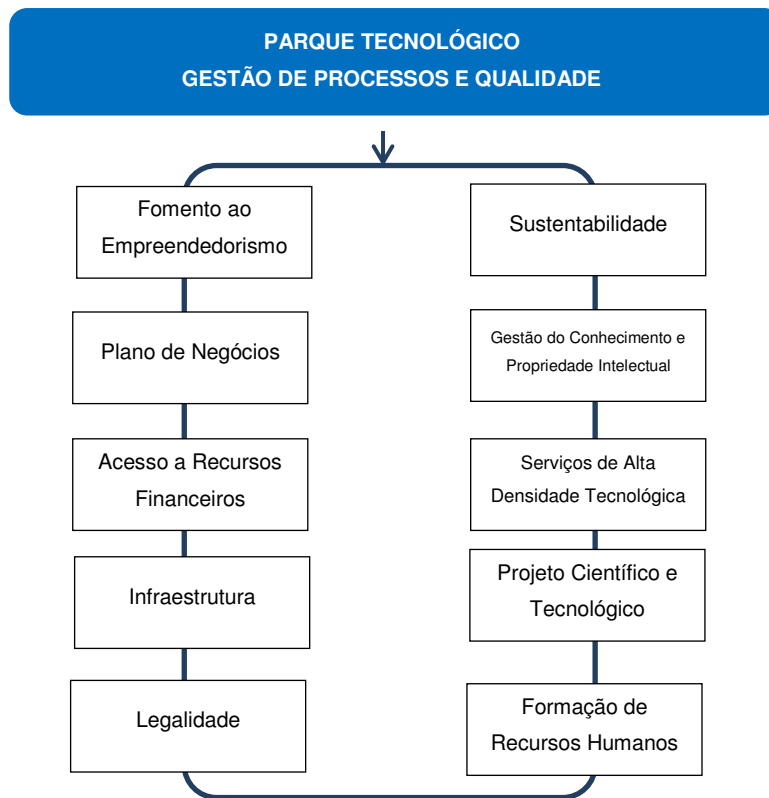 PARQUE TECNOLÓGICO
GESTÃO DE PROCESSOS E QUALIDADE
Fomento ao
Empreendedorismo
Plano de Negócios
Acesso a Recursos
Financeiros
Infraestrutura
Legalidade
Sustentabilidade
Gestão do Conhecimento e
Propriedade Intelectual
Serviços de Alta
Densidade Tecnológica
Projeto Científico e
Tecnológico
Formação de
Recursos Humanos